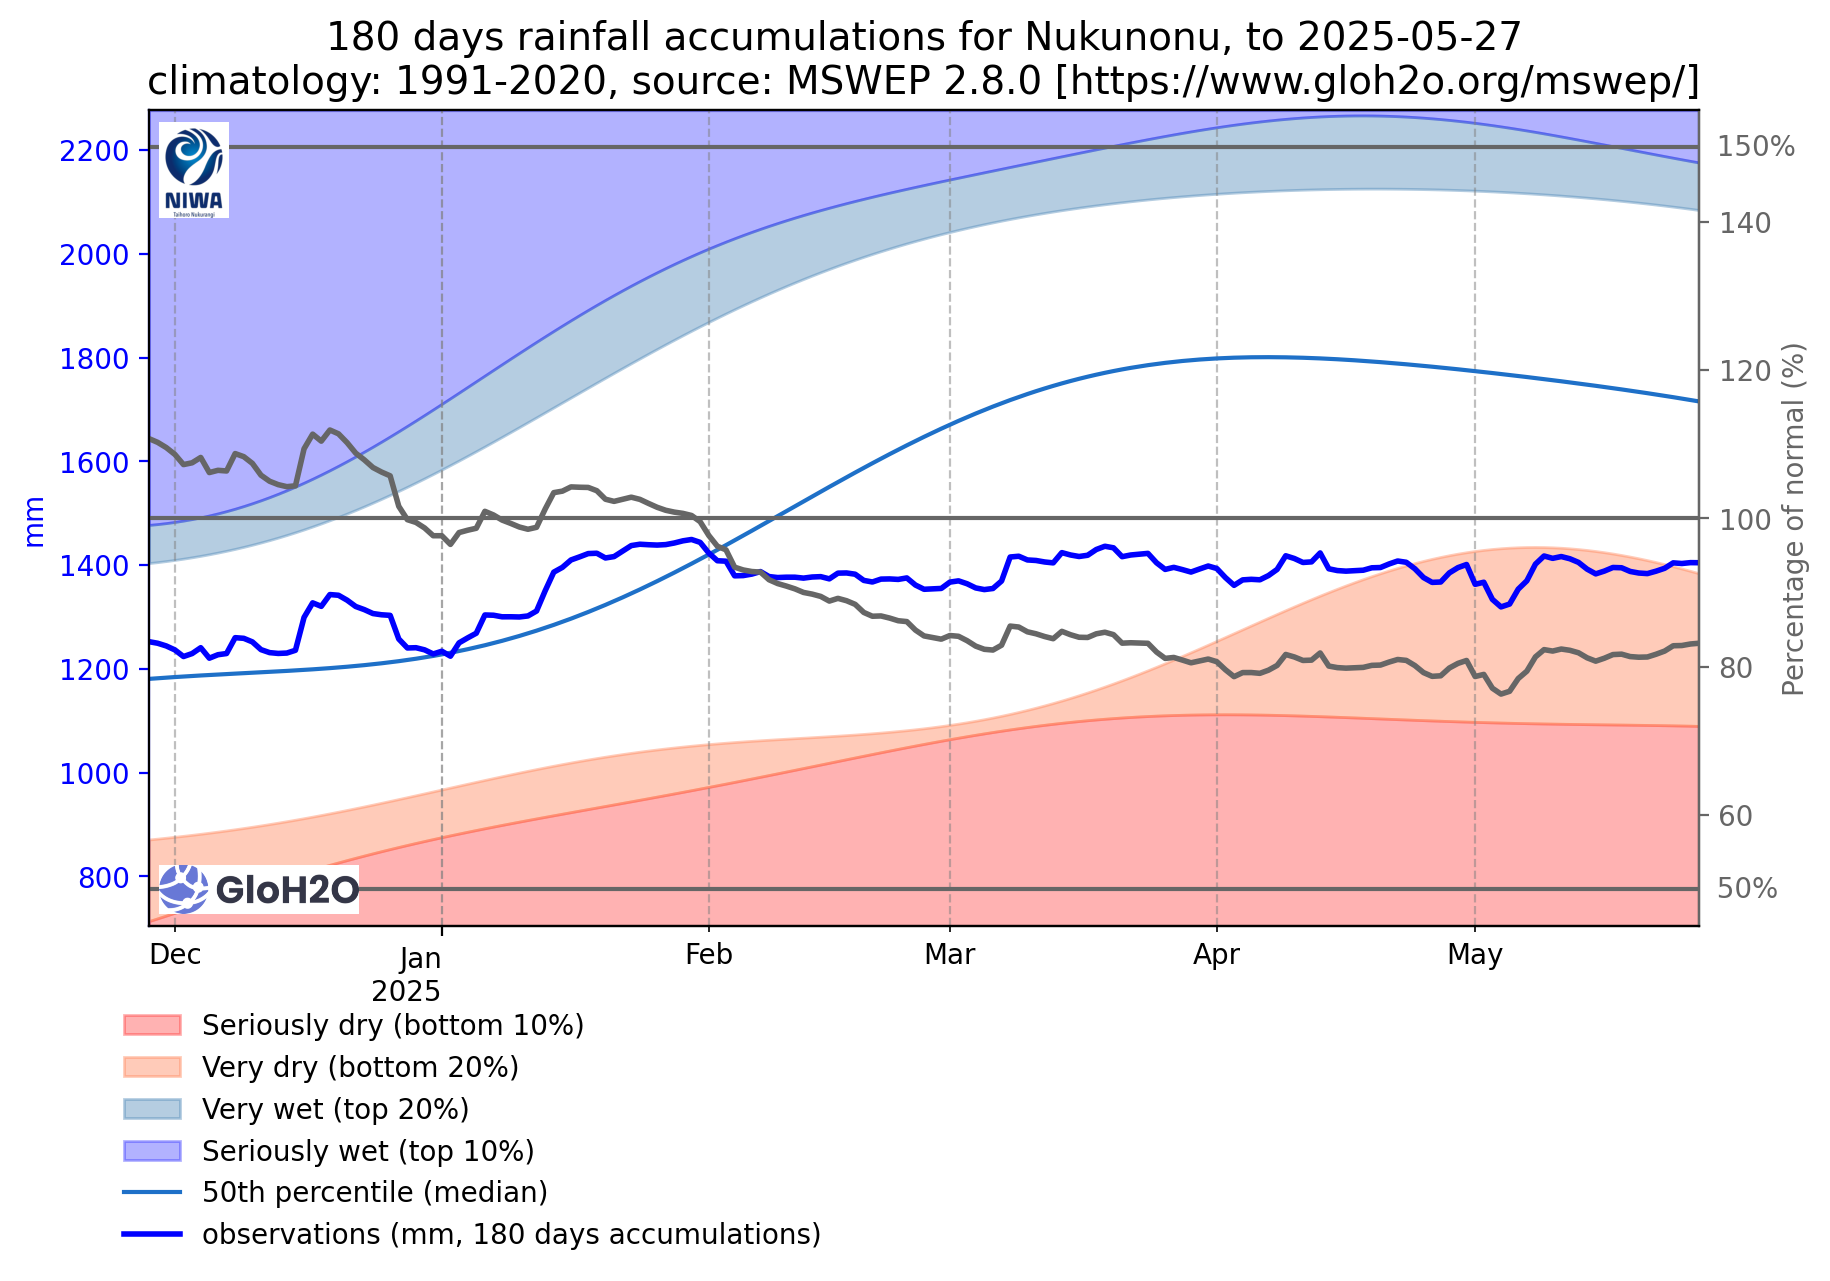 180 days rainfall accumulations for Nukunonu, to 2025-05-27
climatology: 1991-2020, source: MSWEP 2.8.0 [https://www.gloh2o.org/mswep/]
2200
2000
1800
1600
1400
1200
1000
800
mm
NIWA
Taihoro Nukurangi
GloH2O
150%
140
120
100
80
60
50%
Percentage of normal (%)
Dec
Jan
2025
Feb
Mar
Apr
May
Seriously dry (bottom 10%)
Very dry (bottom 20%)
Very wet (top 20%)
Seriously wet (top 10%)
50th percentile (median)
observations (mm, 180 days accumulations)